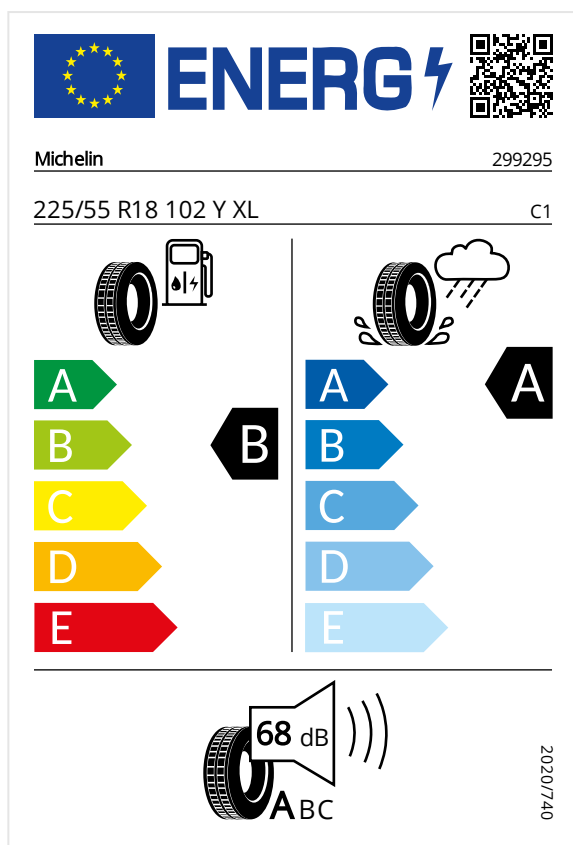 ENERG
Michelin 299295
225/55 R18 102 Y XL C1
A A A
B B B
C C
D D
E E
68 dB
ABC
2020/740